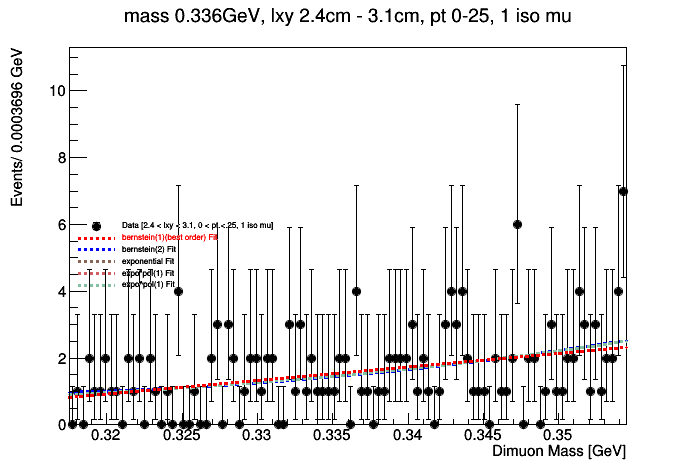 mass 0.336GeV, lxy 2.4cm - 3.1cm, pt 0-25, 1 iso mu
Events/ 0.0003696 GeV
10
8
6
4
2
0
Data [2.4 < lxy < 3.1, 0 < pt < 25, 1 iso mu]
bernstein(1)(best order) Fit
bernstein(2) Fit
exponential Fit
expo*pol(1) Fit
expo*pol(1) Fit
0.32 0.325 0.33 0.335 0.34 0.345 0.35
Dimuon Mass [GeV]